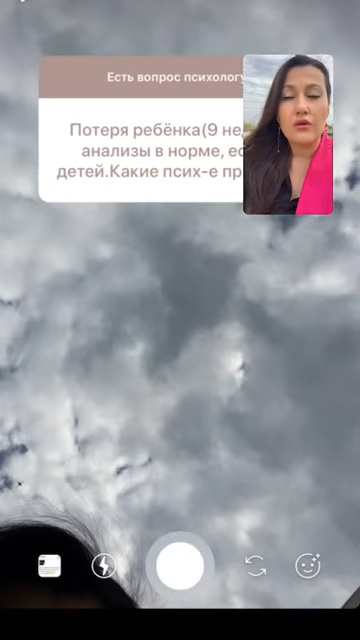 Есть вопрос психологу
Потеря ребёнка(9
анализы в норме,
детей.Какие псих-е